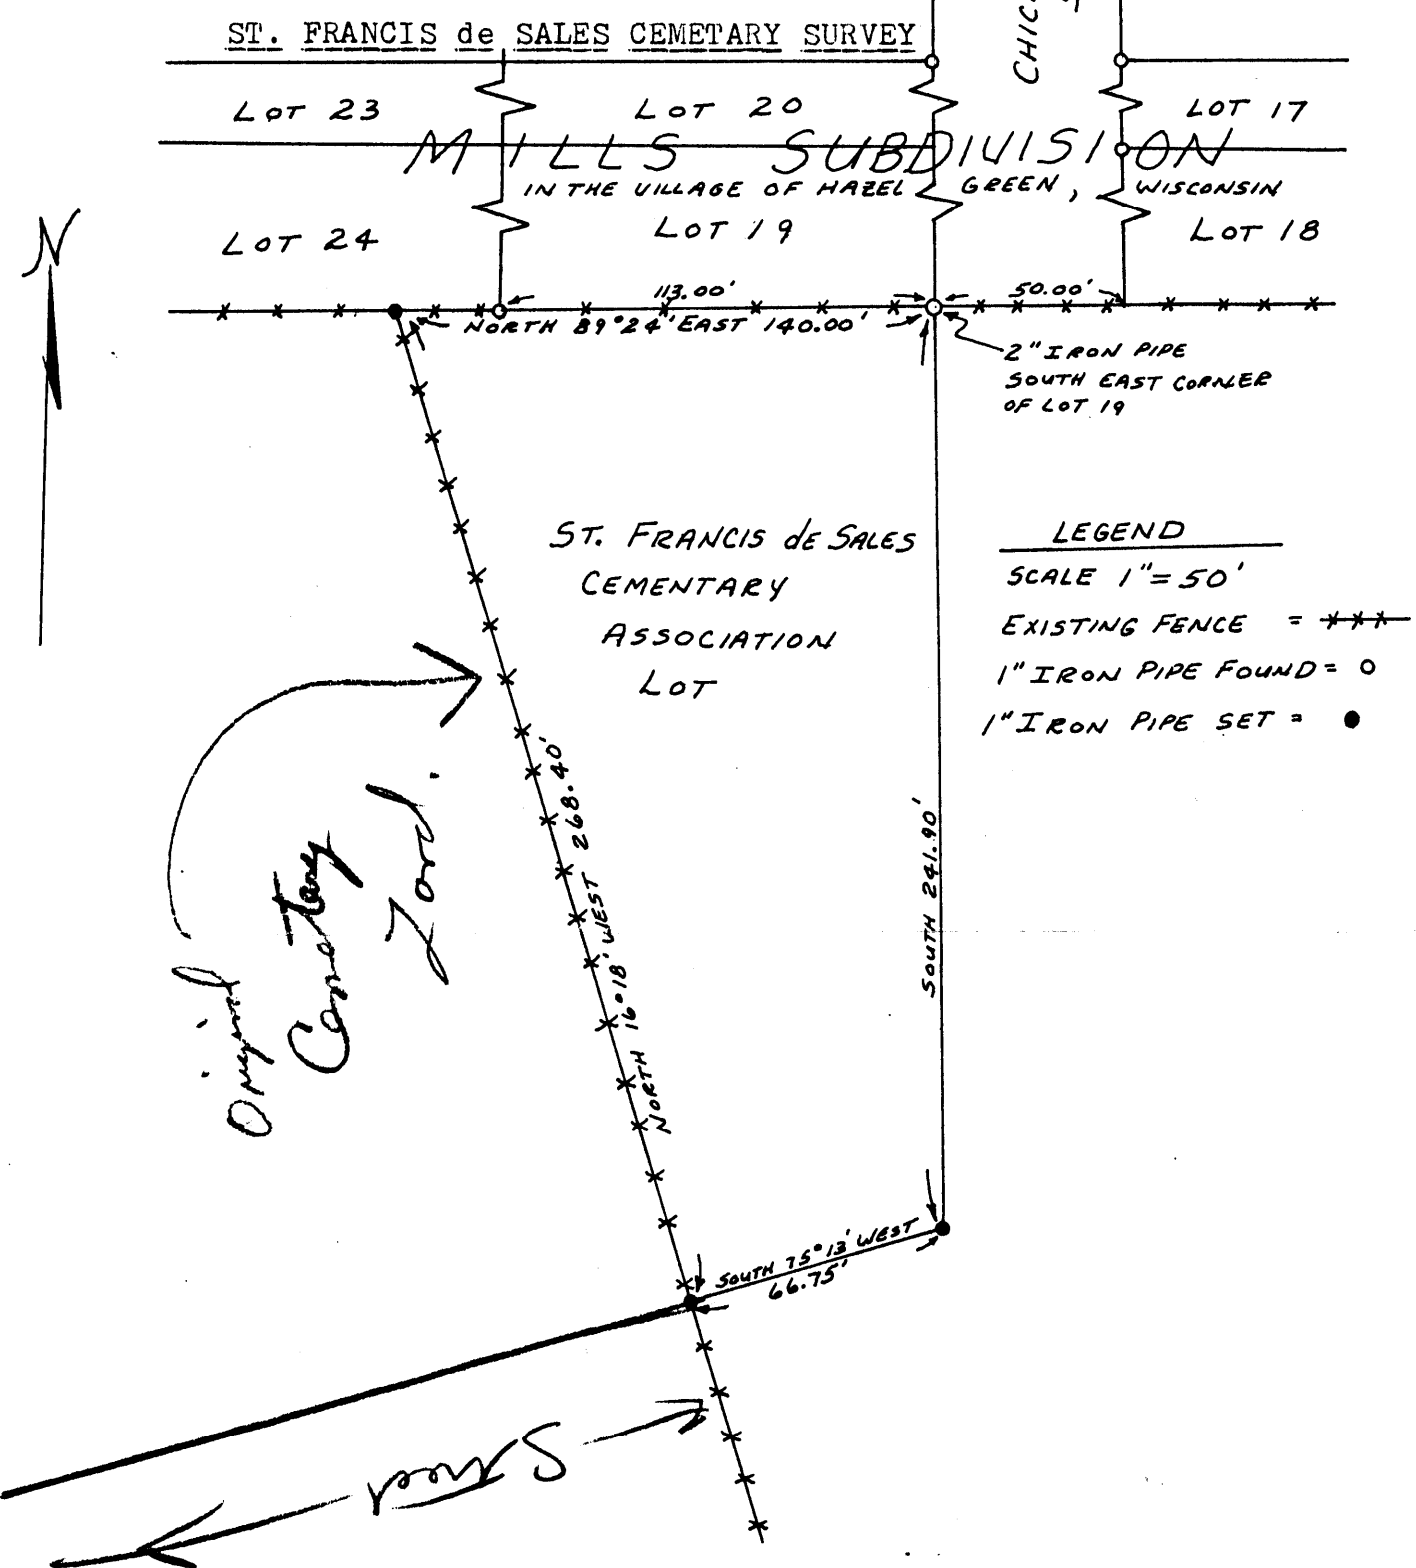 ST. FRANCIS de SALES CEMETARY SURVEY
CHIC
LOT 23
LOT 20
LOT 17
MILLS SUBDIVISION
IN THE VILLAGE OF HAZEL GREEN, WISCONSIN
LOT 24
LOT 19
LOT 18
N
113.00'
50.00'
NORTH 89°24' EAST 140.00'
2" IRON PIPE
SOUTH EAST CORNER
OF LOT 19
ST. FRANCIS de SALES
CEMENTARY
ASSOCIATION
LOT
LEGEND
SCALE 1" = 50'
EXISTING FENCE =
1" IRON PIPE FOUND =
1" IRON PIPE SET =
NORTH 16°18' WEST 268.40'
SOUTH 241.90'
Original
SOUTH 75°13' WEST
66.75'
Street